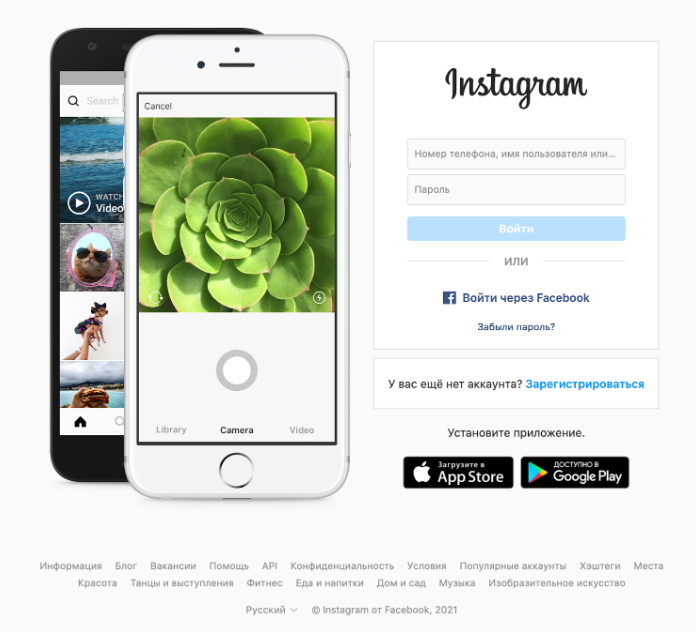 Search
WATCH
Video
Cancel
Library Camera Video
Instagram
Номер телефона, имя пользователя или...
Пароль
Войти
ИЛИ
Войти через Facebook
Забыли пароль?
У вас ещё нет аккаунта? Зарегистрироваться
Установите приложение.
Загрузите в
App Store
ДОСТУПНО В
Google Play
Информация Блог Вакансии Помощь API Конфиденциальность Условия Популярные аккаунты Хэштеги Места
Красота Танцы и выступления Фитнес Еда и напитки Дом и сад Музыка Изобразительное искусство
Русский © Instagram от Facebook, 2021